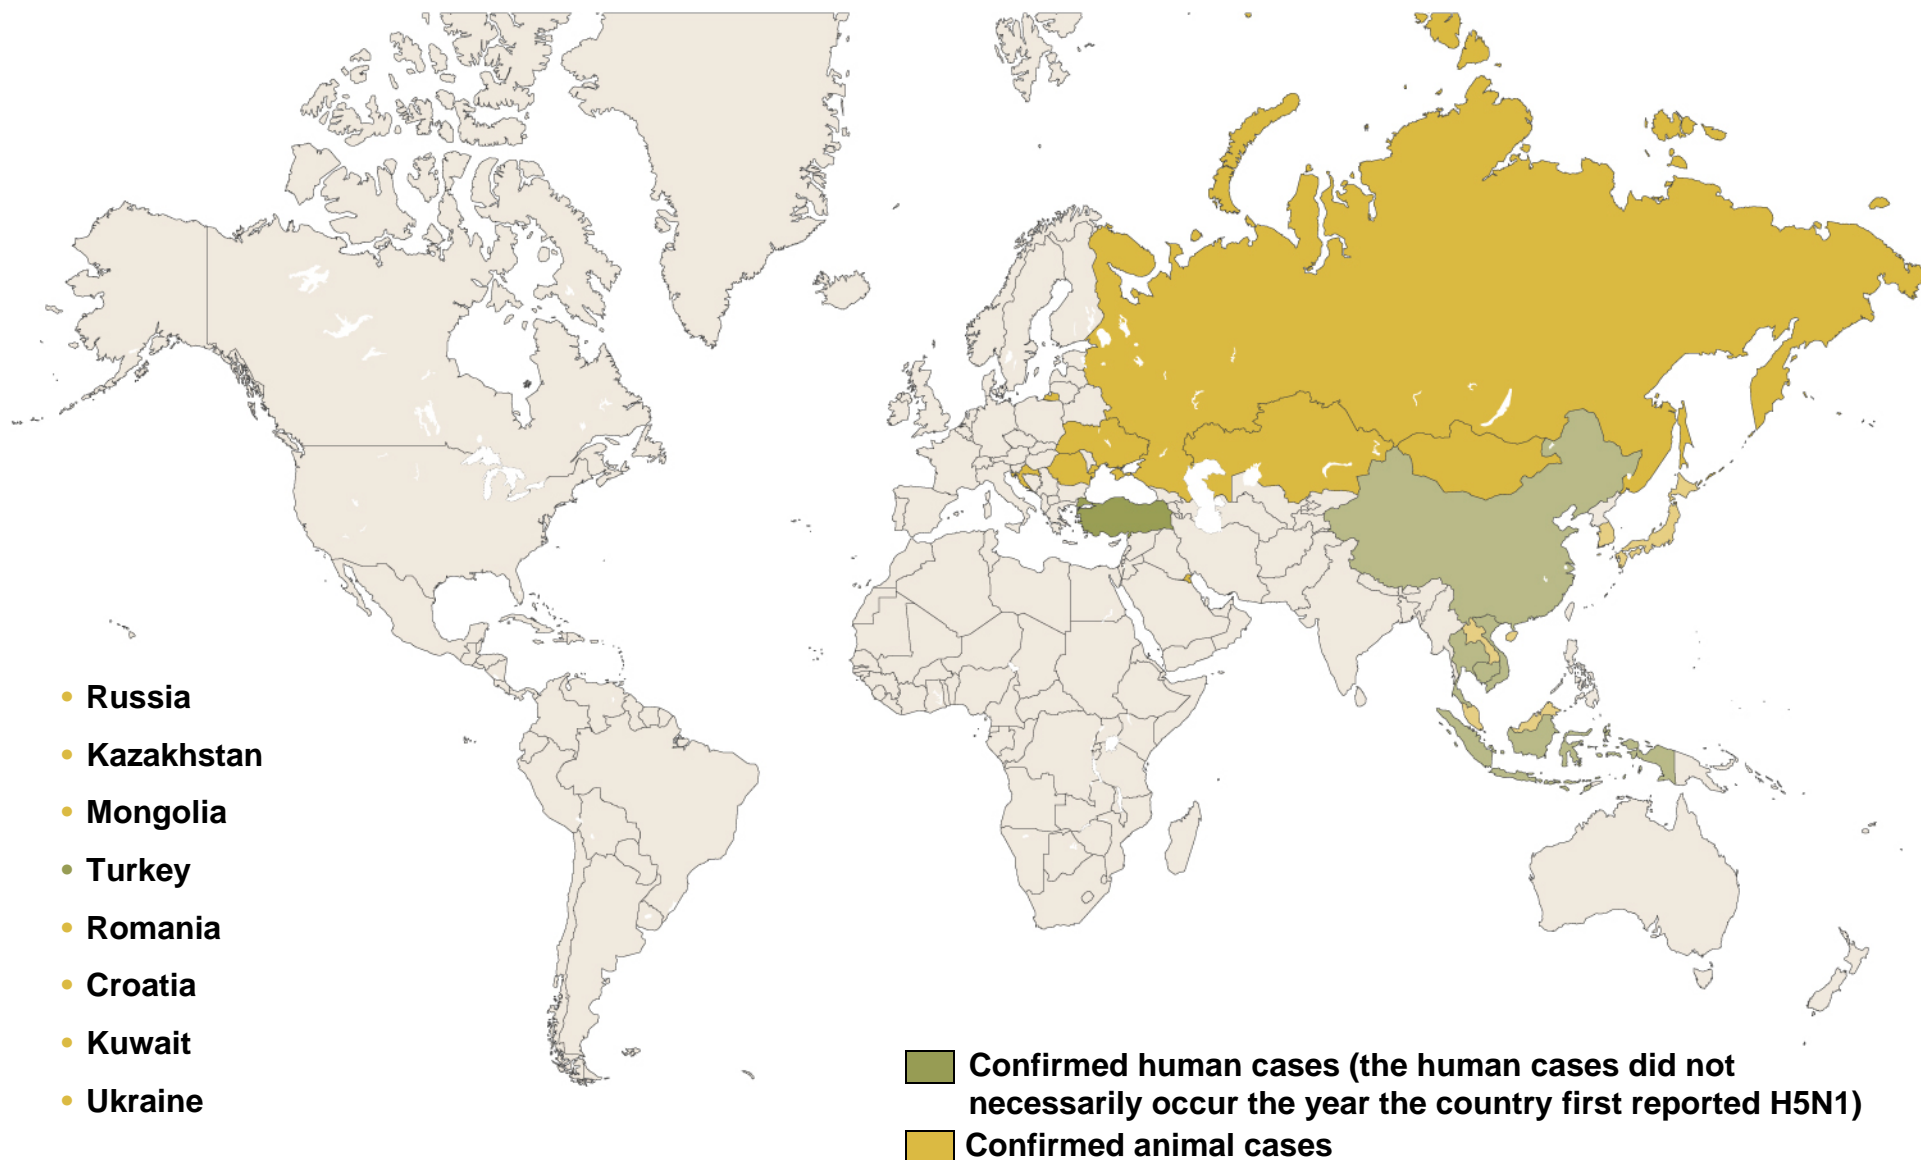 • Russia
• Kazakhstan
• Mongolia
• Turkey
• Romania
• Croatia
• Kuwait
• Ukraine
Confirmed human cases (the human cases did not
necessarily occur the year the country first reported H5N1)
Confirmed animal cases